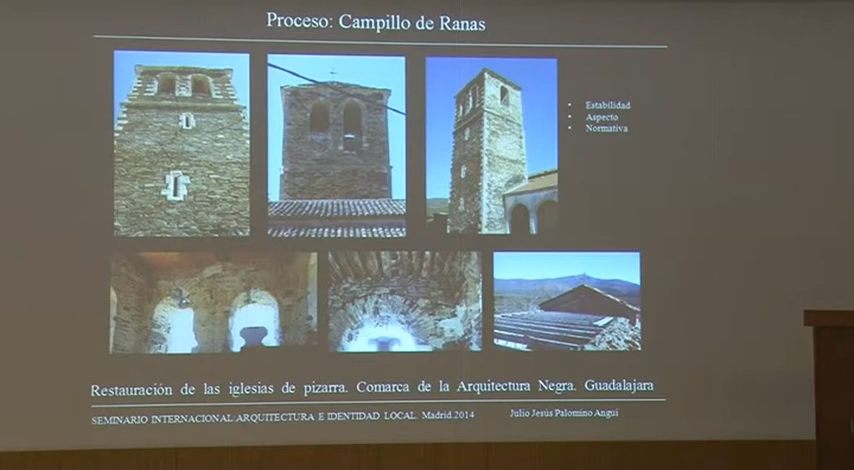 Proceso: Campillo de Ranas
• Estabilidad
• Aspecto
• Normativa
Restauración de las iglesias de pizarra. Comarca de la Arquitectura Negra. Guadalajara
SEMINARIO INTERNACIONAL:ARQUITECTURA E IDENTIDAD LOCAL. Madrid.2014
Julio Jesús Palomino Angui